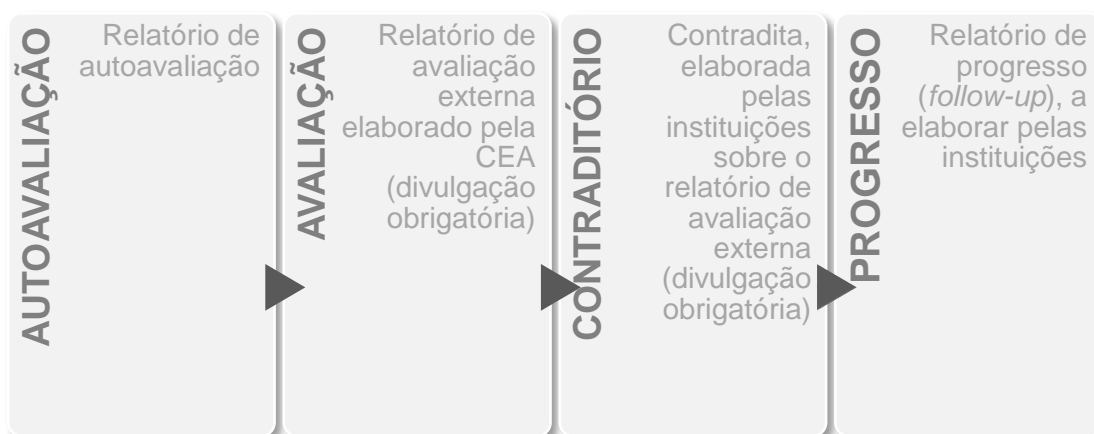 AUTOAVALIAÇÃO
Relatório de
autoavaliação
AVALIAÇÃO
Relatório de
avaliação
externa
elaborado pela
CEA
(divulgação
obrigatória)
CONTRADITÓRIO
Contradita,
elaborada
pelas
instituições
sobre o
relatório de
avaliação
externa
(divulgação
obrigatória)
PROGRESSO
Relatório de
progresso
(follow-up), a
elaborar pelas
instituições